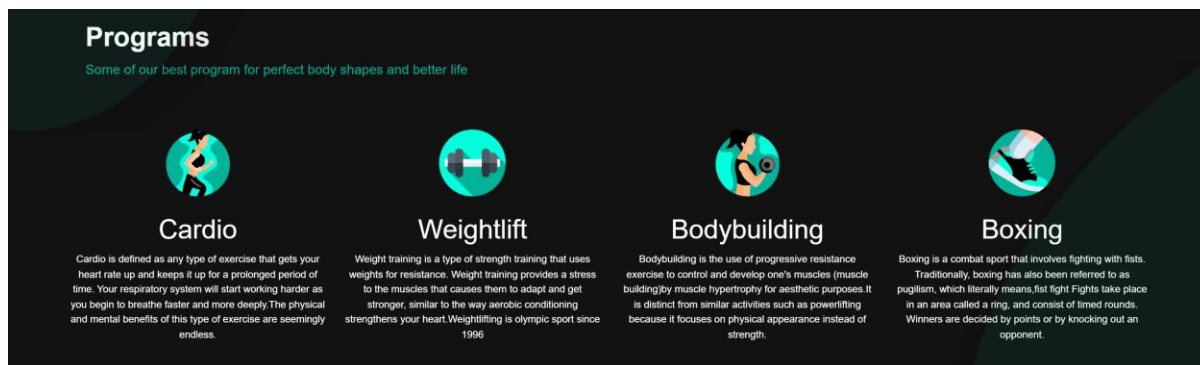 Programs
Some of our best program for perfect body shapes and better life
Cardio
Cardio is defined as any type of exercise that gets your
heart rate up and keeps it up for a prolonged period of
time. Your respiratory system will start working harder as
you begin to breathe faster and more deeply.The physical
and mental benefits of this type of exercise are seemingly
endless.
Weightlift
Weight training is a type of strength training that uses
weights for resistance. Weight training provides a stress
to the muscles that causes them to adapt and get
stronger, similar to the way aerobic conditioning
strengthens your heart.Weightlifting is olympic sport since
1996
Bodybuilding
Bodybuilding is the use of progressive resistance
exercise to control and develop one's muscles (muscle
building)by muscle hypertrophy for aesthetic purposes.It
is distinct from similar activities such as powerlifting
because it focuses on physical appearance instead of
strength.
Boxing
Boxing is a combat sport that involves fighting with fists.
Traditionally, boxing has also been referred to as
pugilism, which literally means,fist fight Fights take place
in an area called a ring, and consist of timed rounds.
Winners are decided by points or by knocking out an
opponent.